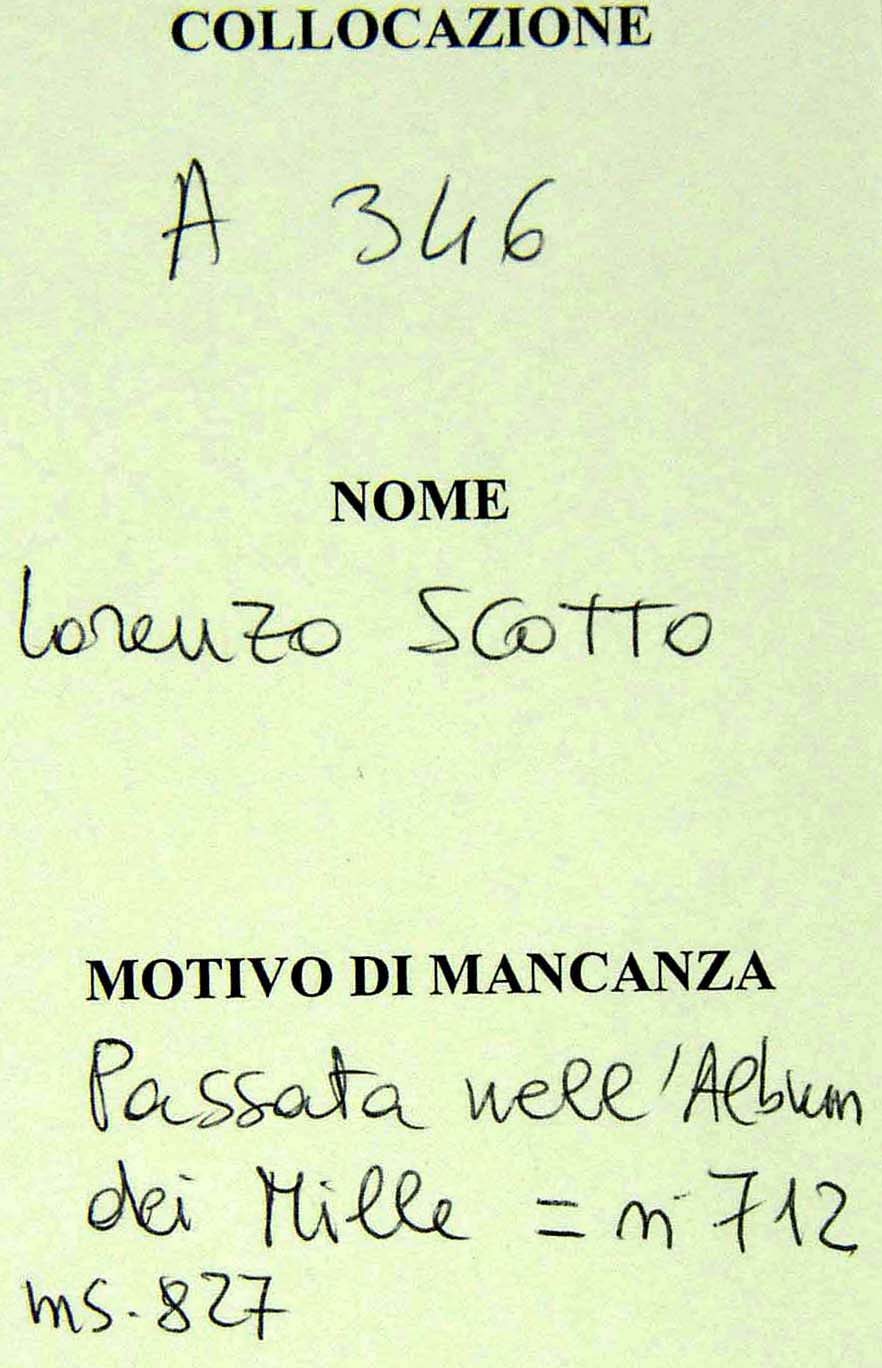 COLLOCAZIONE
A 346
NOME
Lorenzo SCOTTO
MOTIVO DI MANCANZA
Passata nell'Album
dei Mille = n° 712
ms. 827